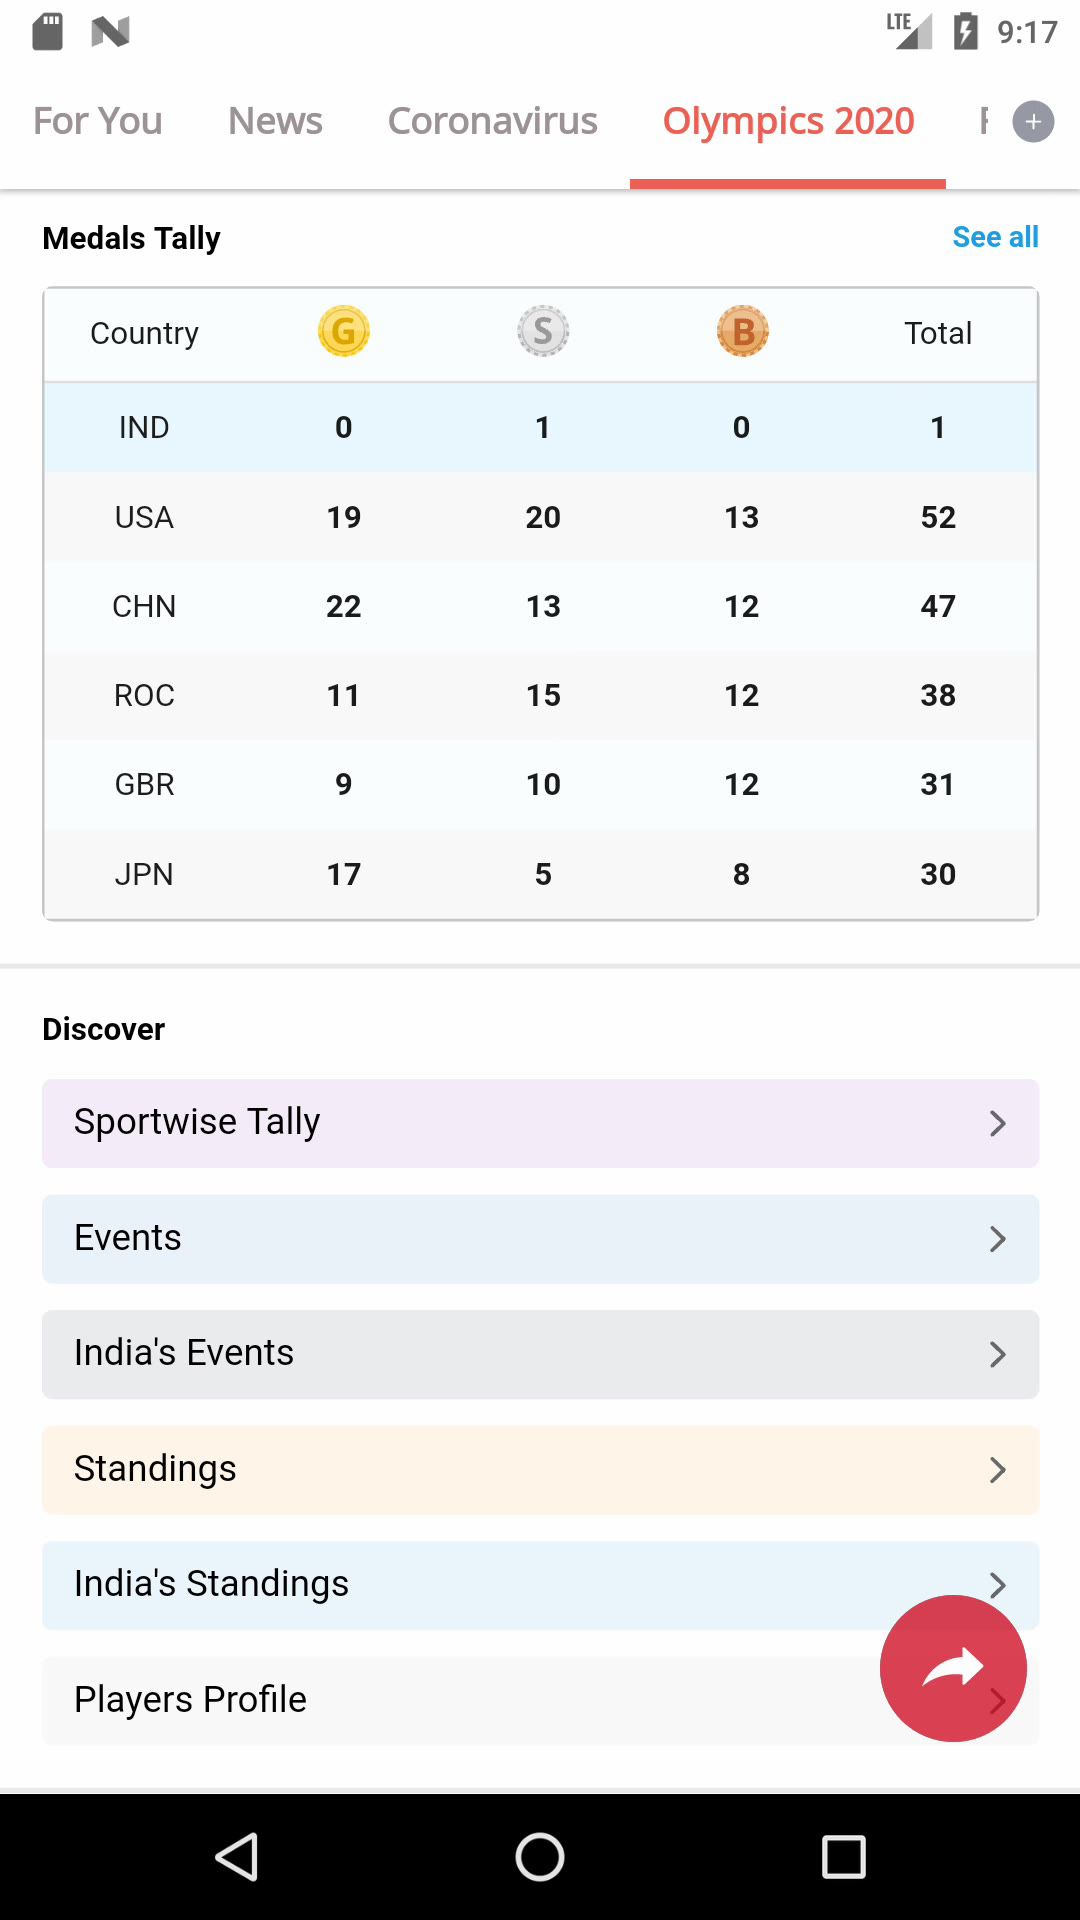 LTE 9:17
For You News Coronavirus Olympics 2020
Medals Tally See all
Country G S B Total
IND 0 1 0 1
USA 19 20 13 52
CHN 22 13 12 47
ROC 11 15 12 38
GBR 9 10 12 31
JPN 17 5 8 30
Discover
Sportwise Tally
Events
India's Events
Standings
India's Standings
Players Profile